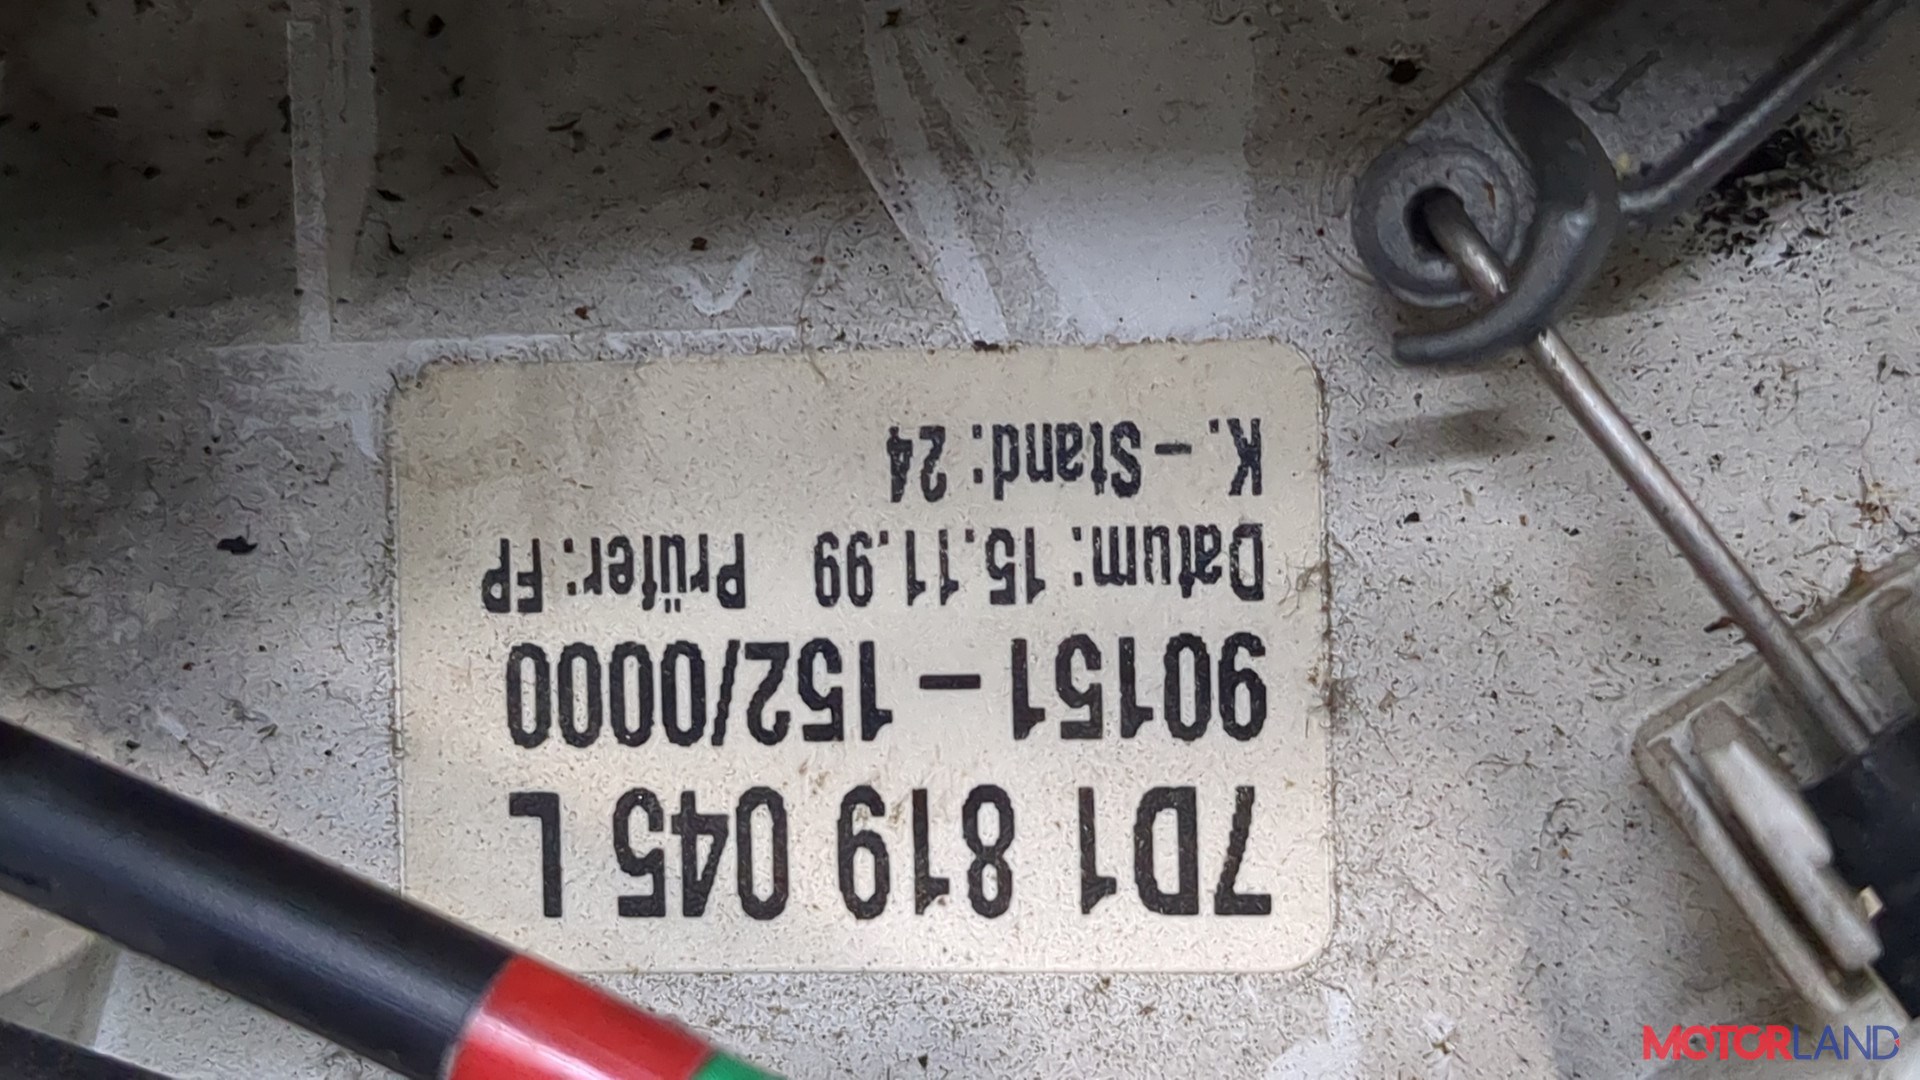 7D1 819 045 L
90151-152/0000
Datum: 15.11.99 Prüfer: FP
K.-Stand: 24
MOTORLAND